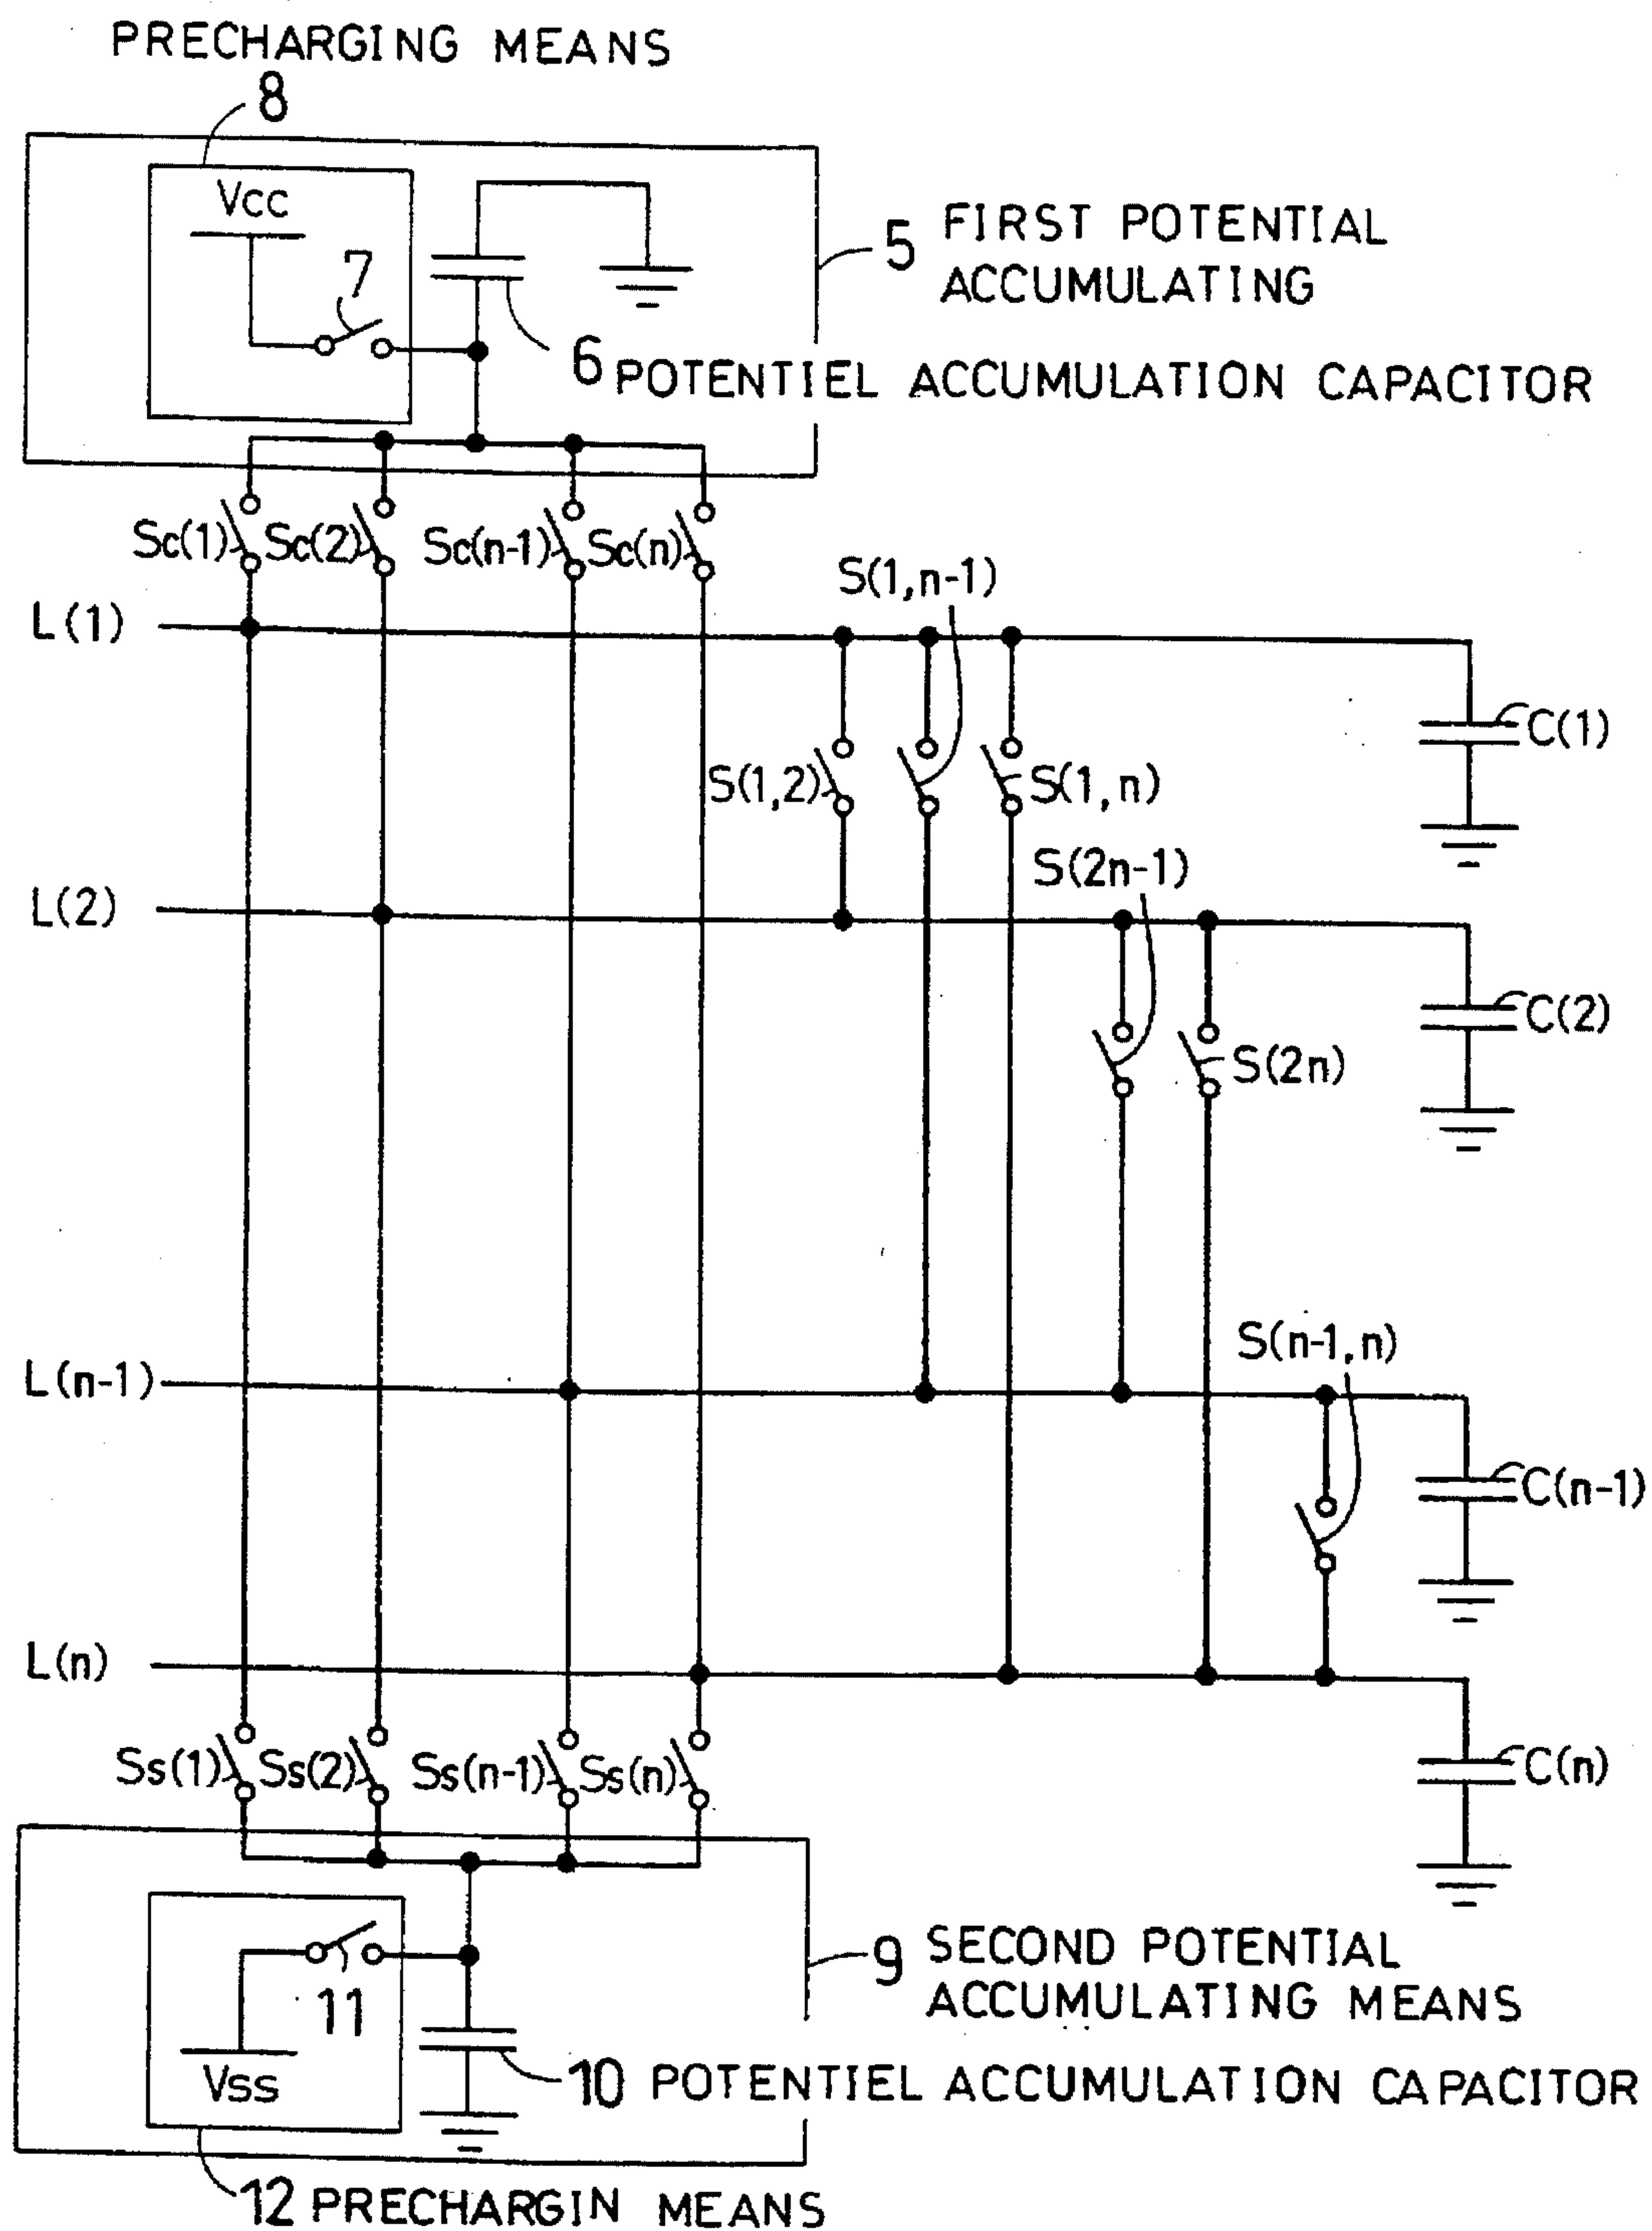 PRECHARGING MEANS
8
Vcc
7
5 FIRST POTENTIAL
ACCUMULATING
6 POTENTIEL ACCUMULATION CAPACITOR
Sc(1) Sc(2) Sc(n-1) Sc(n)
S(1,n-1)
L(1)
C(1)
S(1,2) S(1,n)
S(2n-1)
L(2)
C(2)
S(2n)
S(n-1,n)
L(n-1)
C(n-1)
L(n)
Ss(1) Ss(2) Ss(n-1) Ss(n)
C(n)
9 SECOND POTENTIAL
ACCUMULATING MEANS
11
Vss
10 POTENTIEL ACCUMULATION CAPACITOR
12 PRECHARGIN MEANS